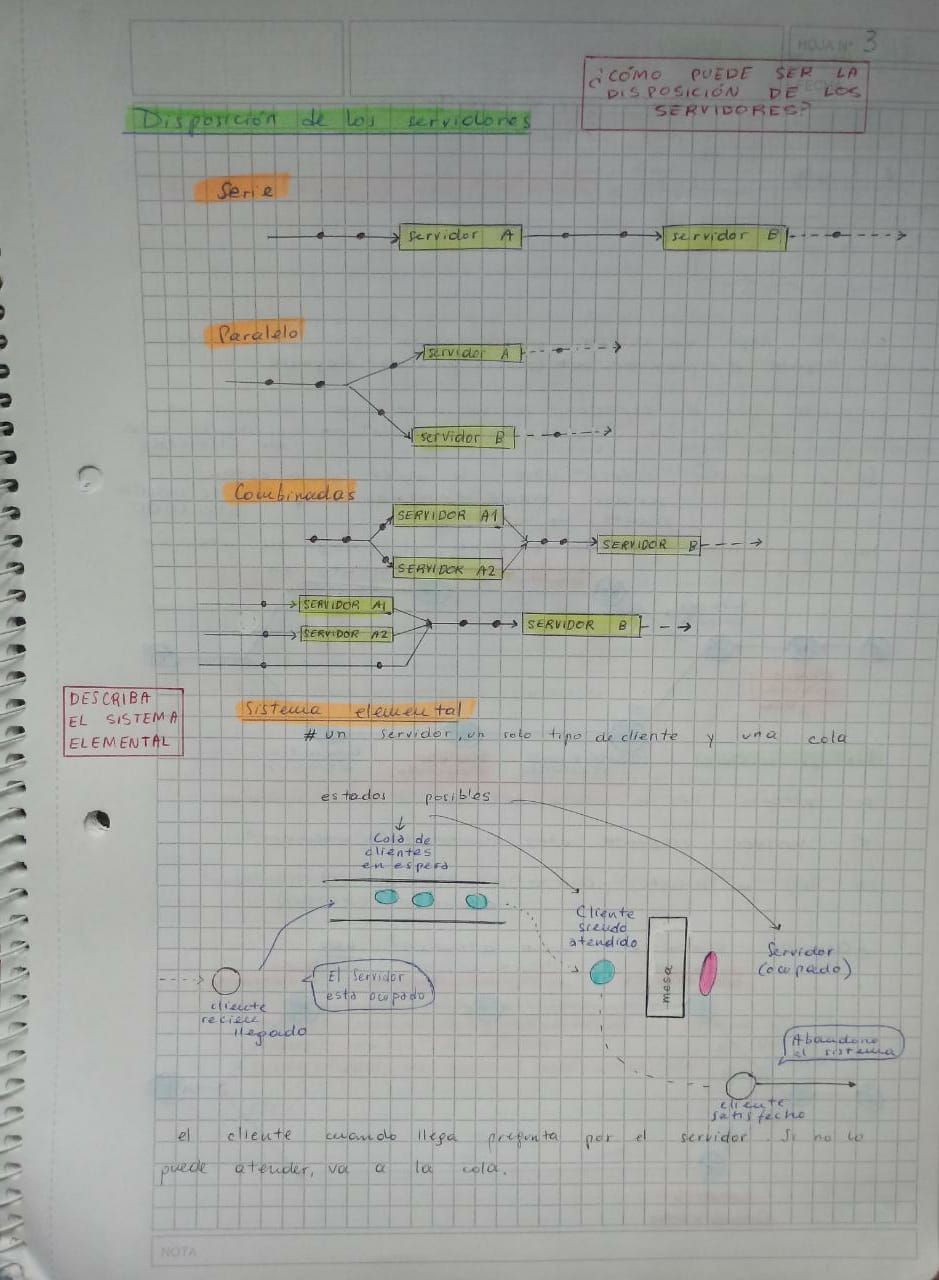 HOJA Nº 3
¿CÓMO PUEDE SER LA
DISPOSICIÓN DE LOS
SERVIDORES?
Disposición de los servidores
Serie
servidor A
servidor B
Paralelo
servidor A
servidor B
Combinadas
SERVIDOR A1
SERVIDOR A2
SERVIDOR B
SERVIDOR A1
SERVIDOR A2
SERVIDOR B
DESCRIBA
EL SISTEMA
ELEMENTAL
Sistema elemental
# un servidor, un solo tipo de cliente y una cola
estados posibles
Cola de
clientes
en espera
Cliente
siendo
atendido
mesa
Servidor
(ocupado)
El servidor
está ocupado
cliente
recien
llegado
Abandono
el sistema
cliente
satisfecho
el cliente cuando llega pregunta por el servidor. Si no lo
puede atender, va a la cola.
NOTA